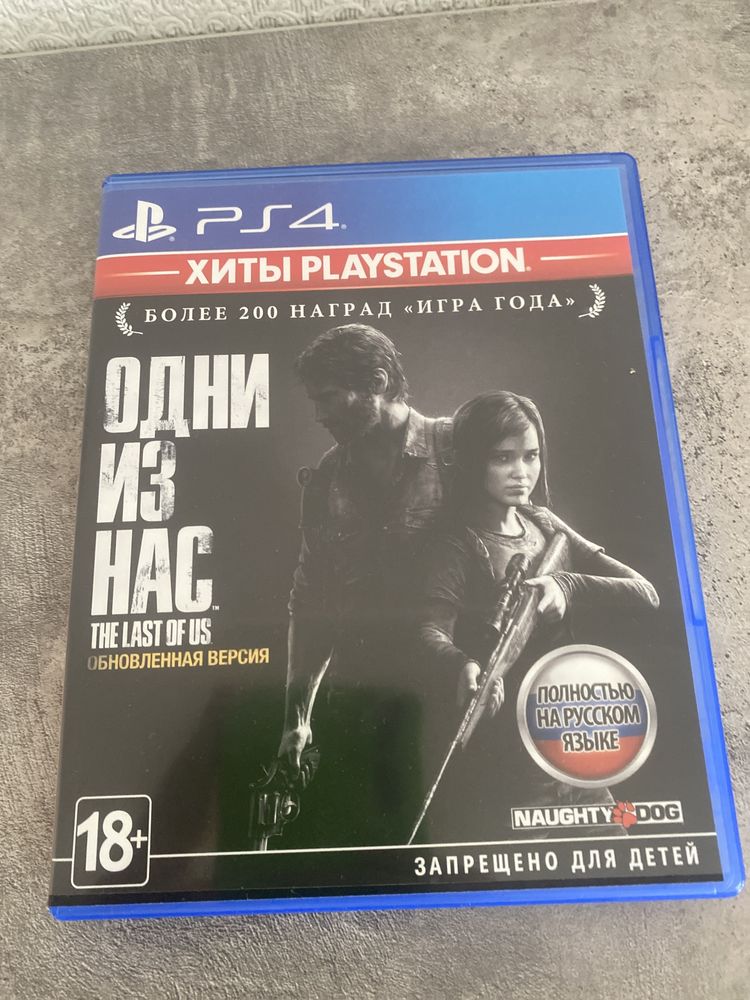 PS4
ХИТЫ PLAYSTATION®
БОЛЕЕ 200 НАГРАД «ИГРА ГОДА»
ОДНИ
ИЗ
НАС™
THE LAST OF US
ОБНОВЛЕННАЯ ВЕРСИЯ
ПОЛНОСТЬЮ
НА РУССКОМ
ЯЗЫКЕ
NAUGHTY DOG
18+
ЗАПРЕЩЕНО ДЛЯ ДЕТЕЙ